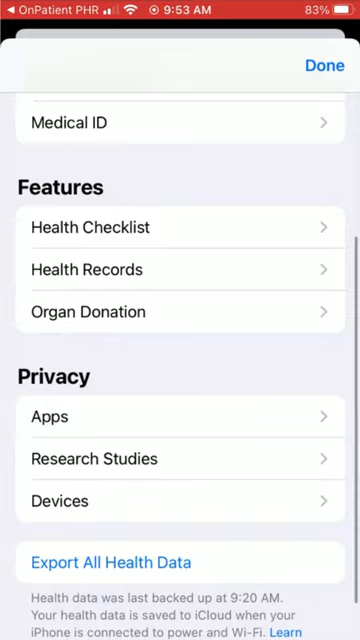 OnPatient PHR 9:53 AM 83%
Done
Medical ID
Features
Health Checklist
Health Records
Organ Donation
Privacy
Apps
Research Studies
Devices
Export All Health Data
Health data was last backed up at 9:20 AM.
Your health data is saved to iCloud when your
iPhone is connected to power and Wi-Fi. Learn